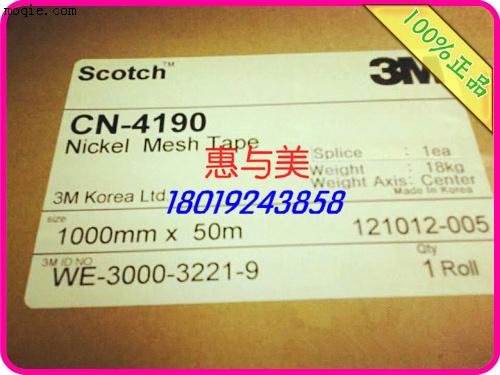 noqie.com
100%正品
Scotch™
3M
CN-4190
Nickel Mesh Tape
惠与美
Splice : 1ea
Weight : 18kg
Weight Axis: Center
Made in Korea
3M Korea Ltd.
18019243858
size
1000mm x 50m
121012-005
3M ID NO
WE-3000-3221-9
Qty
1 Roll